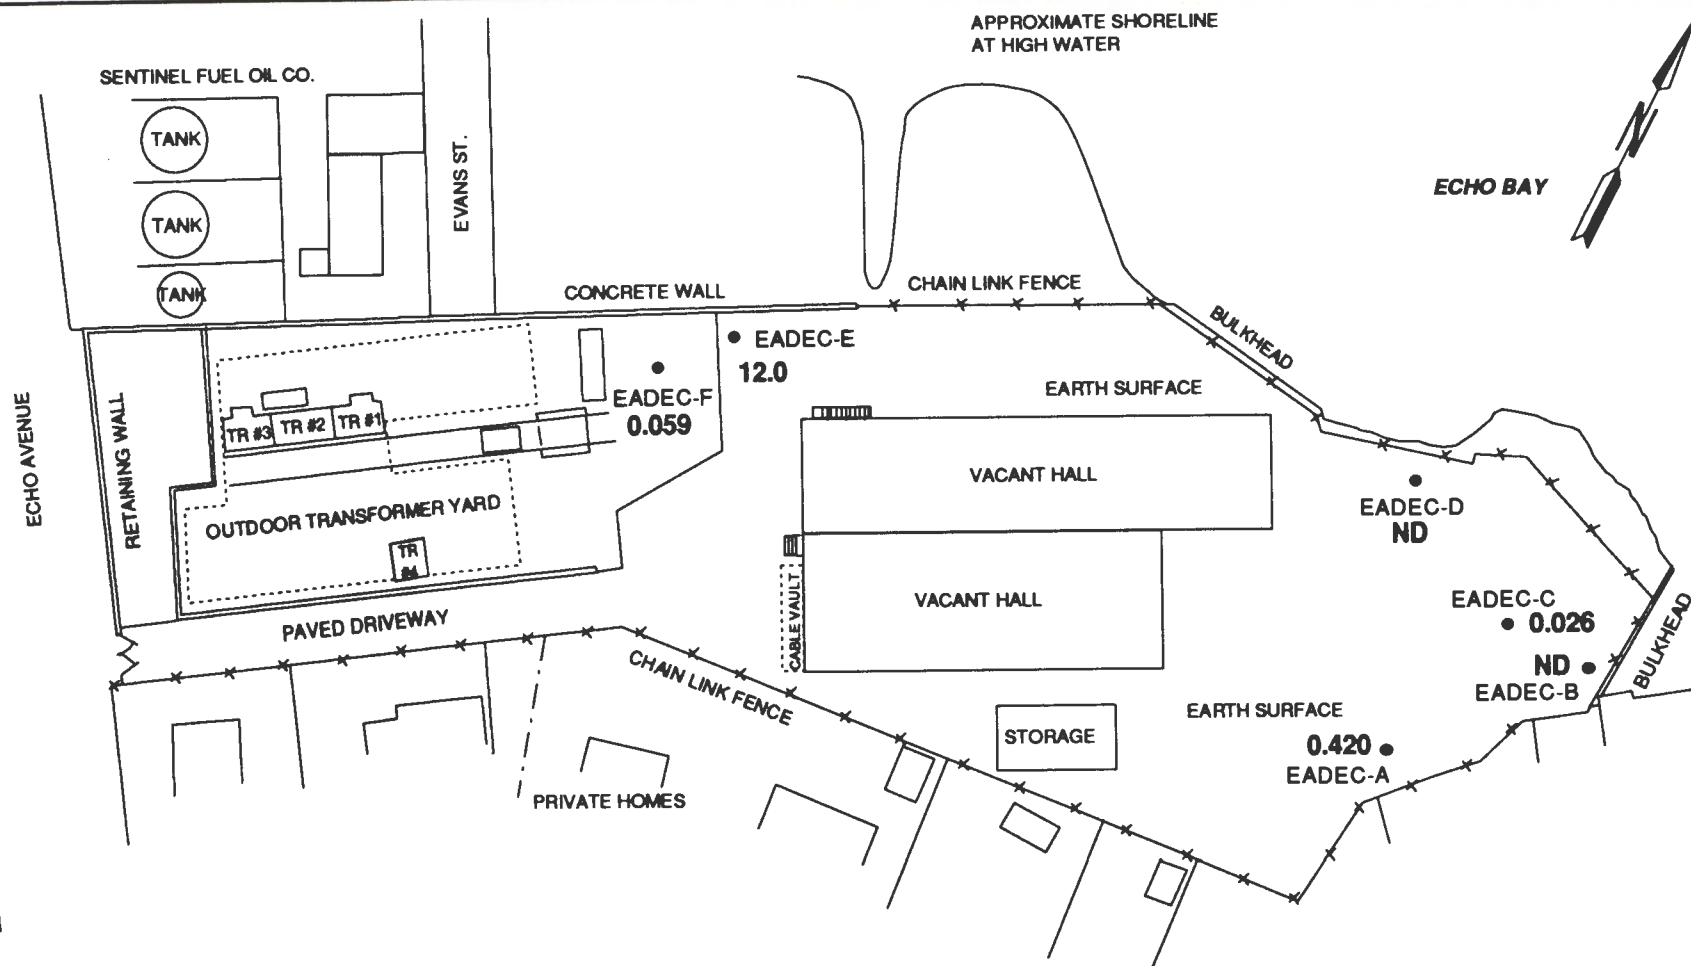 APPROXIMATE SHORELINE
AT HIGH WATER
SENTINEL FUEL OIL CO.
TANK
TANK
TANK
EVANS ST.
ECHO BAY
N
CONCRETE WALL
CHAIN LINK FENCE
BULKHEAD
EADEC-E
12.0
EADEC-F
0.059
EARTH SURFACE
ECHO AVENUE
RETAINING WALL
TR #3
TR #2
TR #1
OUTDOOR TRANSFORMER YARD
TR
#4
VACANT HALL
EADEC-D
ND
CABLE VAULT
VACANT HALL
EADEC-C
0.026
ND
EADEC-B
BULKHEAD
PAVED DRIVEWAY
CHAIN LINK FENCE
STORAGE
EARTH SURFACE
0.420
EADEC-A
PRIVATE HOMES